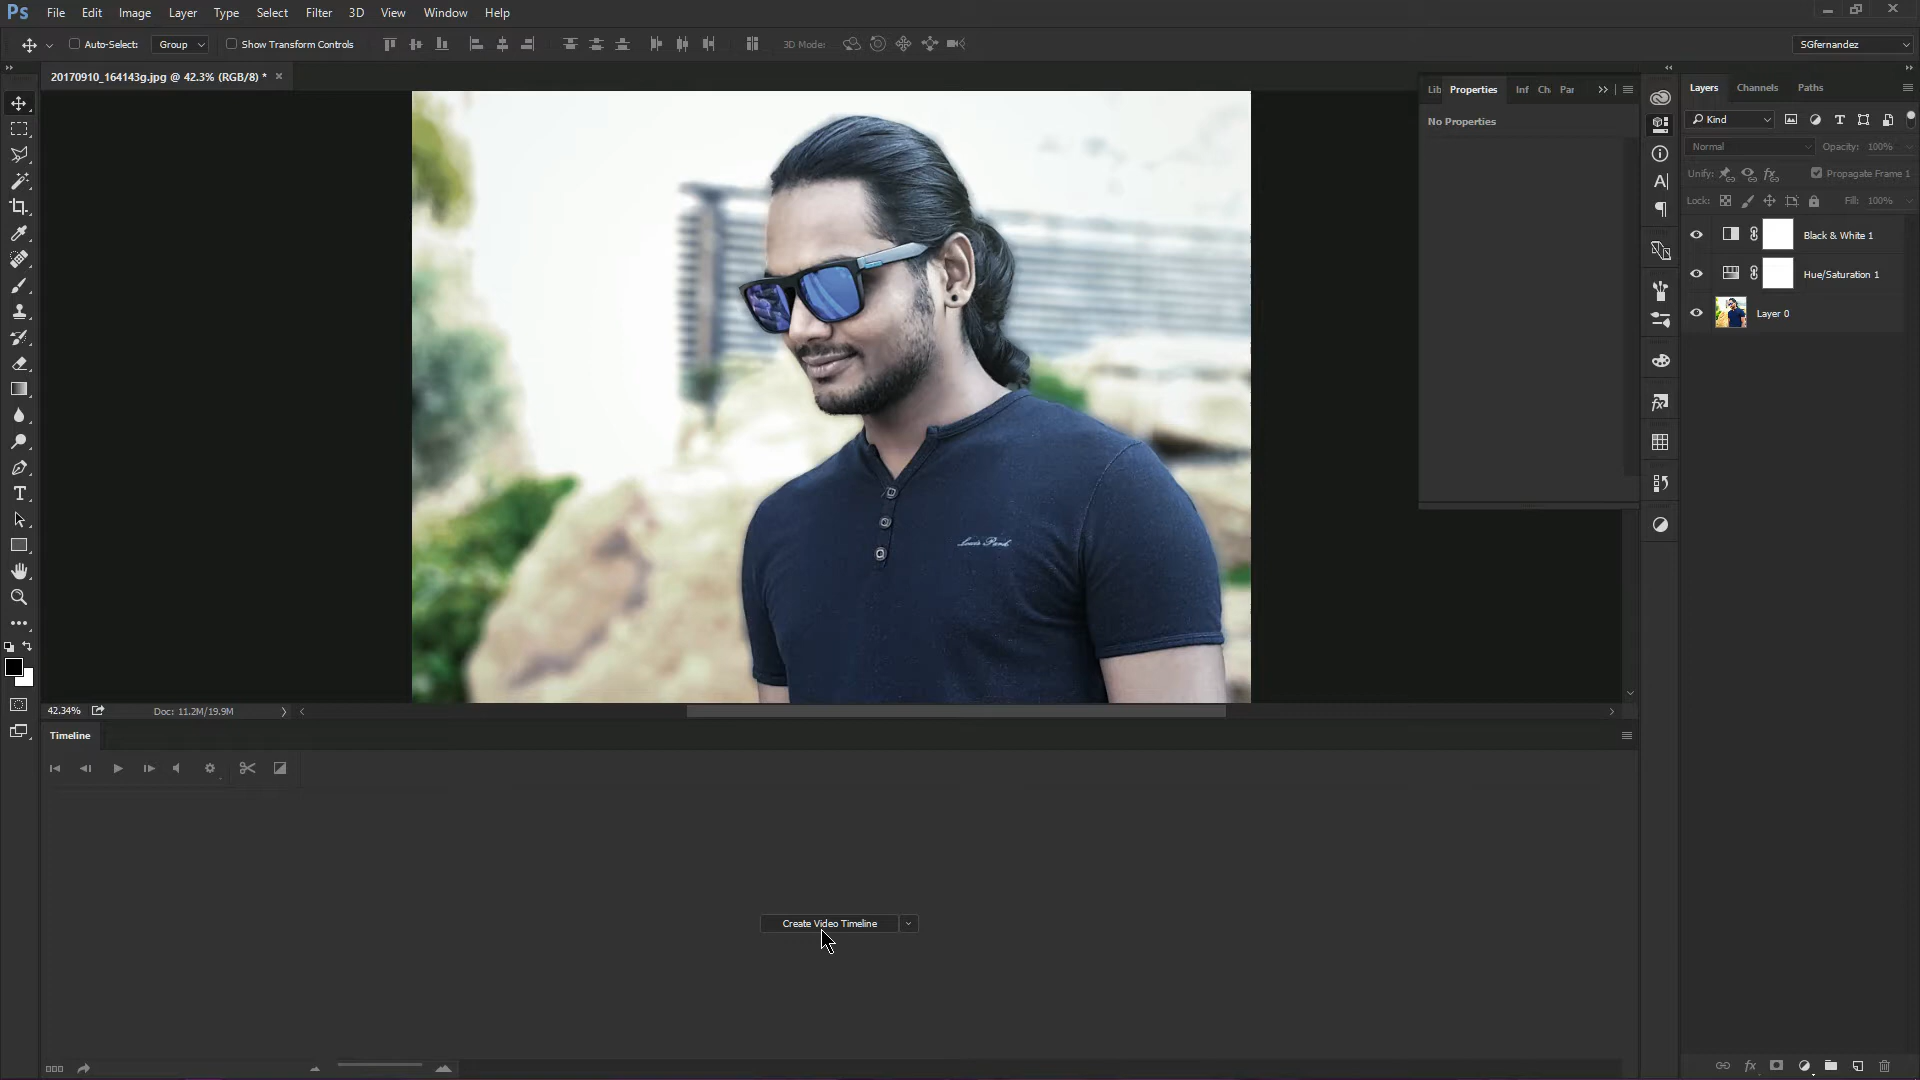 Ps File Edit Image Layer Type Select Filter 3D View Window Help
Auto-Select: Group Show Transform Controls 3D Mode: SGfernandez
20170910_164143g.jpg @ 42.3% (RGB/8) * ×
Lib Properties Inf Ch Par
No Properties
Layers Channels Paths
Kind
Normal Opacity: 100%
Unify: Propagate Frame 1
Lock: Fill: 100%
Black & White 1
Hue/Saturation 1
Layer 0
42.34% Doc: 11.2M/19.9M
Timeline
Create Video Timeline